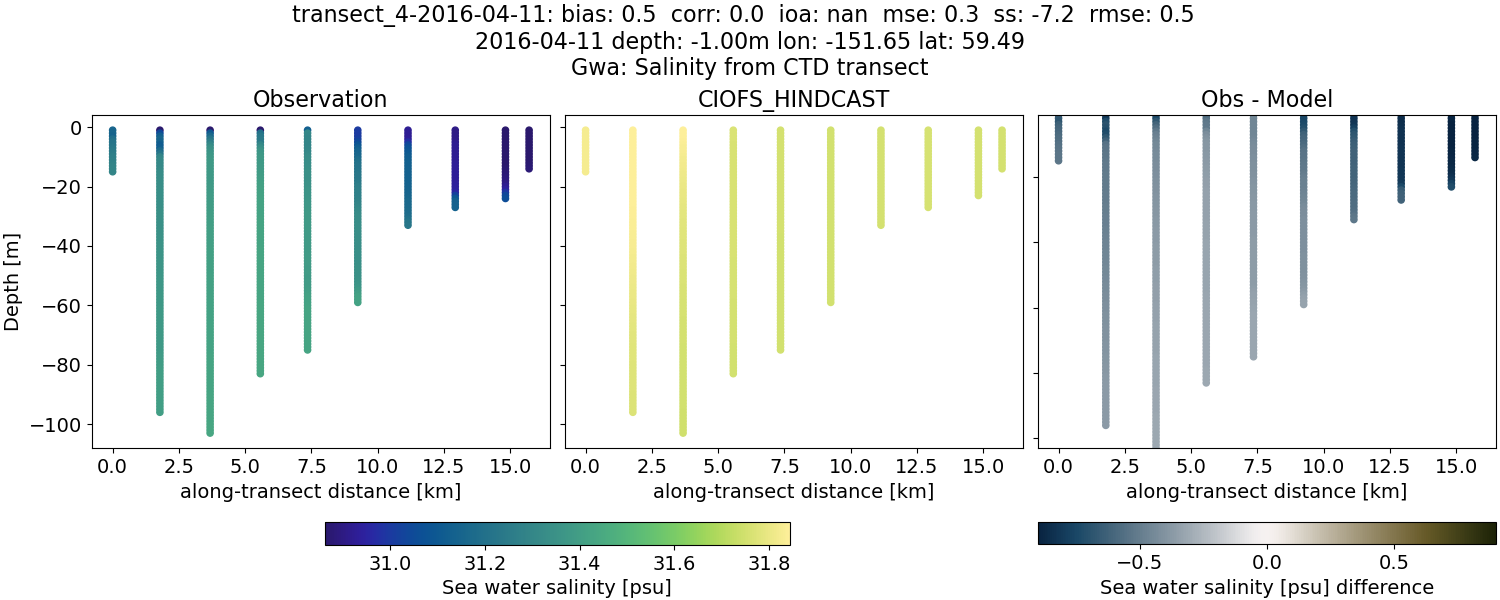 transect_4-2016-04-11: bias: 0.5  corr: 0.0  ioa: nan  mse: 0.3  ss: -7.2  rmse: 0.5
2016-04-11 depth: -1.00m lon: -151.65 lat: 59.49
Gwa: Salinity from CTD transect
Observation
CIOFS_HINDCAST
Obs - Model
Depth [m]
0
−20
−40
−60
−80
−100
0.0 2.5 5.0 7.5 10.0 12.5 15.0
0.0 2.5 5.0 7.5 10.0 12.5 15.0
0.0 2.5 5.0 7.5 10.0 12.5 15.0
along-transect distance [km]
along-transect distance [km]
along-transect distance [km]
31.0 31.2 31.4 31.6 31.8
Sea water salinity [psu]
−0.5 0.0 0.5
Sea water salinity [psu] difference